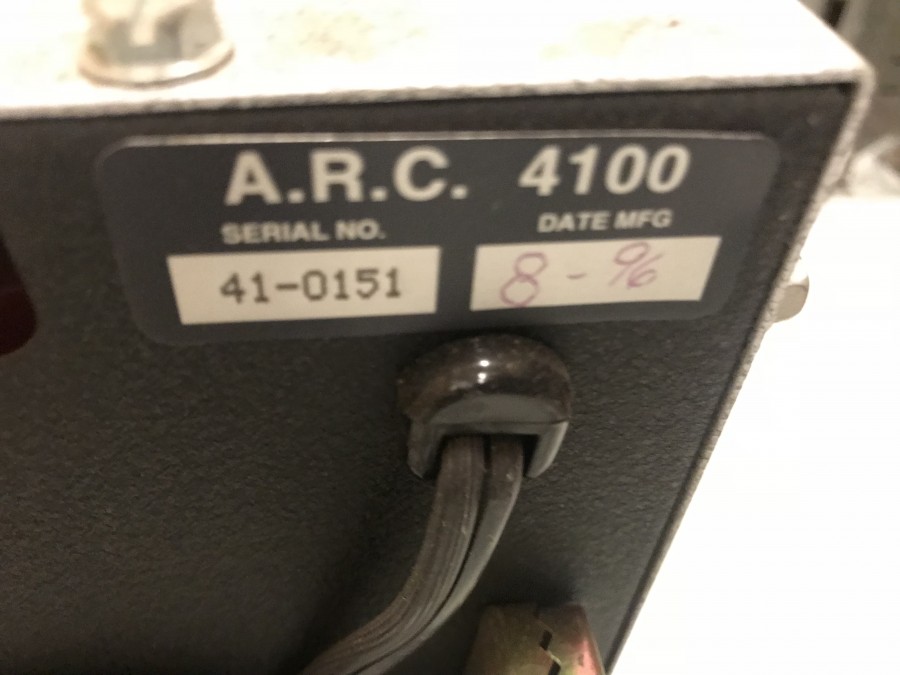 A.R.C. 4100
SERIAL NO. DATE MFG
41-0151 8-96